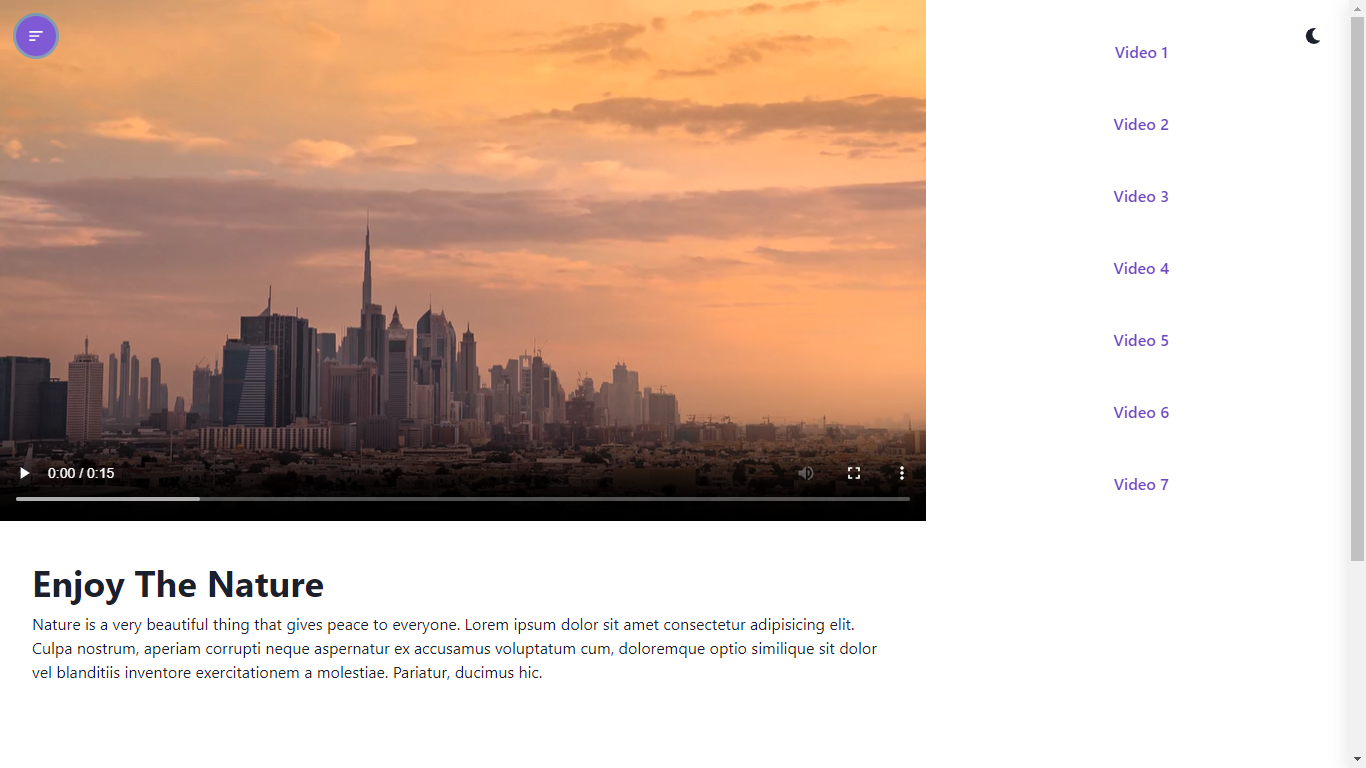 Video 1
Video 2
Video 3
Video 4
Video 5
Video 6
Video 7
0:00 / 0:15
Enjoy The Nature
Nature is a very beautiful thing that gives peace to everyone. Lorem ipsum dolor sit amet consectetur adipisicing elit.
Culpa nostrum, aperiam corrupti neque aspernatur ex accusamus voluptatum cum, doloremque optio similique sit dolor
vel blanditiis inventore exercitationem a molestiae. Pariatur, ducimus hic.